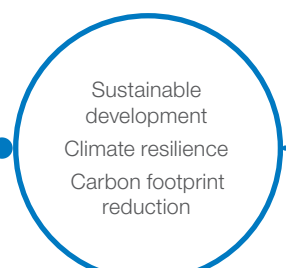 Sustainable
development
Climate resilience
Carbon footprint
reduction